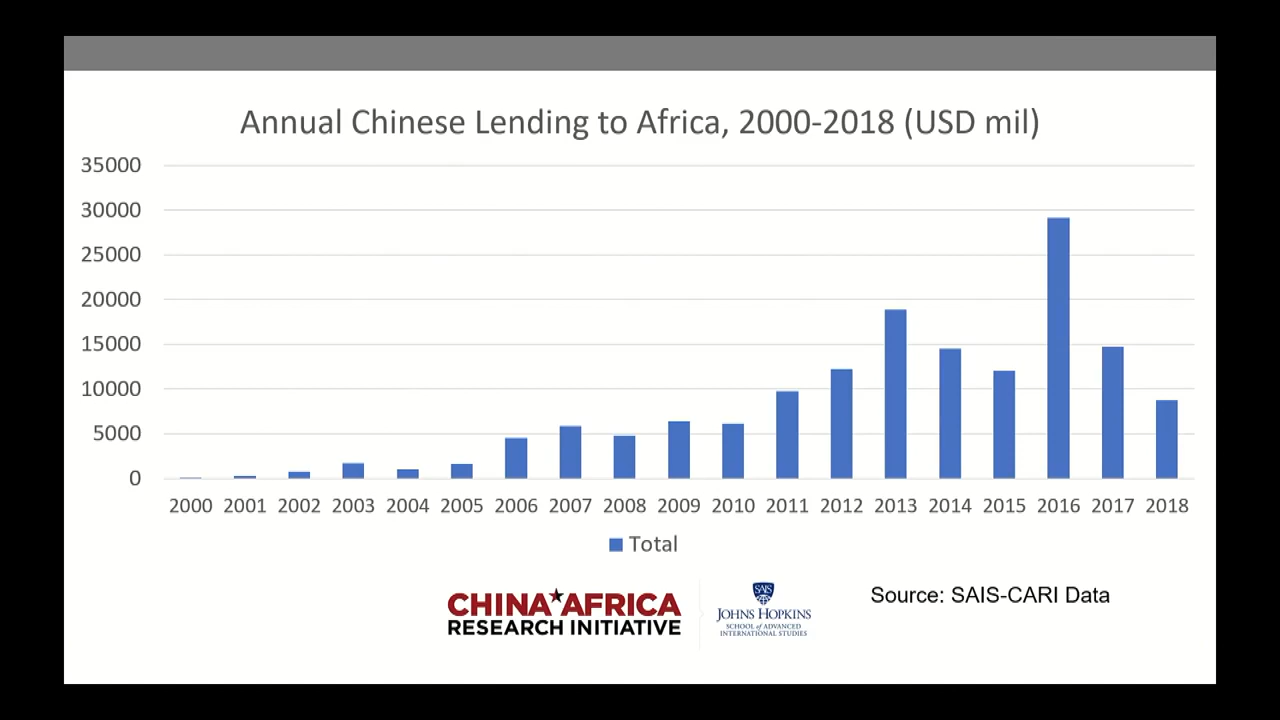 Annual Chinese Lending to Africa, 2000-2018 (USD mil)
35000
30000
25000
20000
15000
10000
5000
0
2000 2001 2002 2003 2004 2005 2006 2007 2008 2009 2010 2011 2012 2013 2014 2015 2016 2017 2018
Total
CHINA AFRICA
RESEARCH INITIATIVE
SAIS
JOHNS HOPKINS
SCHOOL of ADVANCED
INTERNATIONAL STUDIES
Source: SAIS-CARI Data